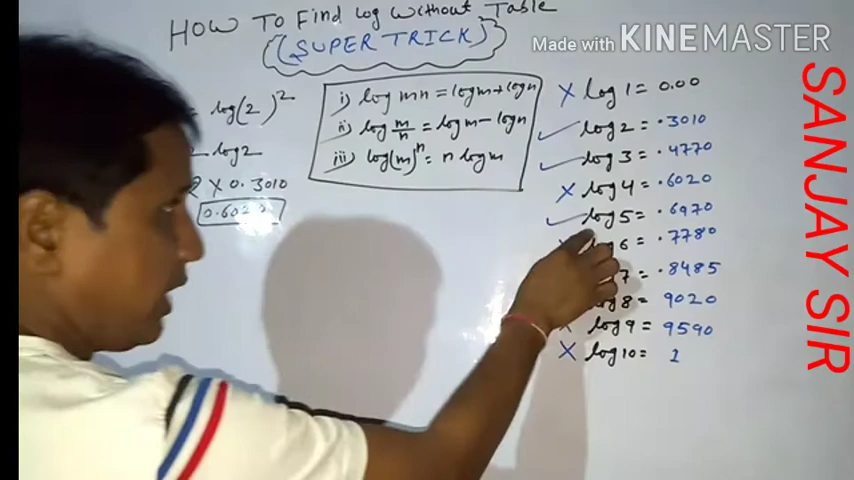 HOW To Find log Without Table
(SUPER TRICK)
Made with KINEMASTER
SANJAY SIR
= log(2)²
log2
2 X 0.3010
i) log mn = logm + logn
ii) log m/n = logm - logn
iii) log(m)ⁿ = n logm
X log 1 = 0.00
✓ log 2 = .3010
✓ log 3 = .4770
X log 4 = .6020
✓ log 5 = .6970
log 6 = .7780
7 = .8485
log 8 = 9020
X log 9 = 9590
X log 10 = 1